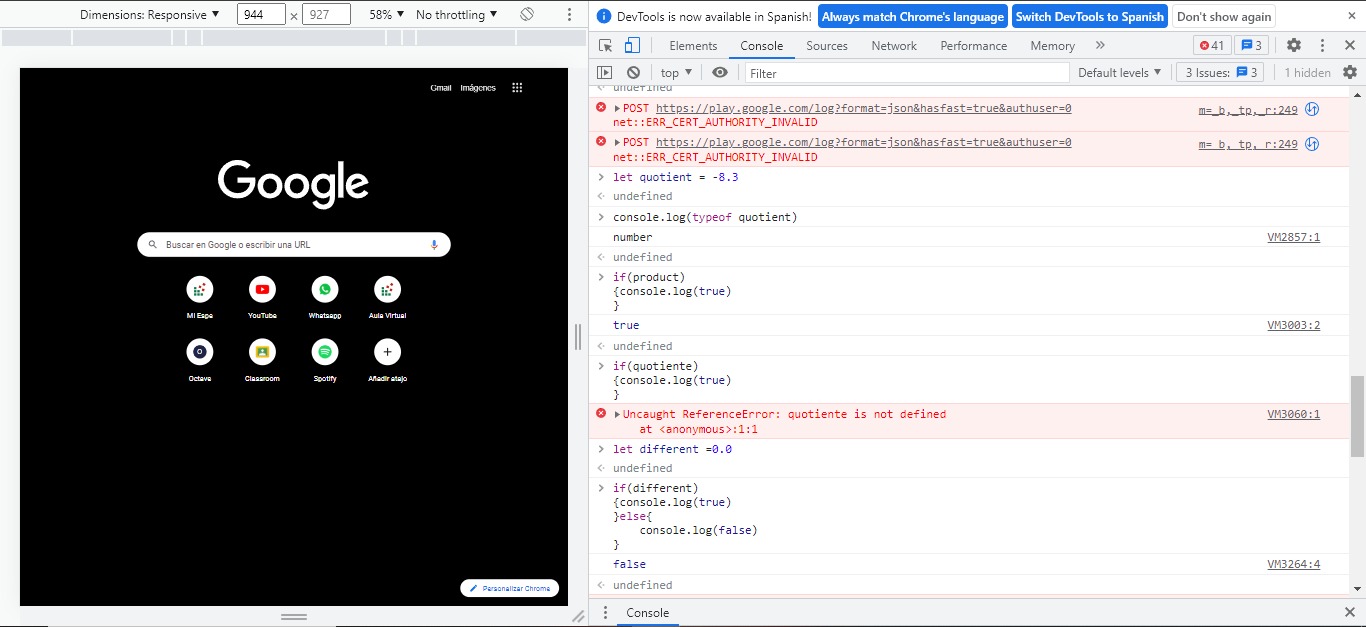 Dimensions: Responsive ▼ 944 × 927 58% ▼ No throttling ▼
Gmail Imágenes
Google
Buscar en Google o escribir una URL
Mi Espe YouTube Whatsapp Aula Virtual
Octave Classroom Spotify Añadir atajo
Personalizar Chrome
DevTools is now available in Spanish! Always match Chrome's language Switch DevTools to Spanish Don't show again
Elements Console Sources Network Performance Memory » 41 3
top ▼ Filter Default levels ▼ 3 Issues: 3 1 hidden
undefined
POST https://play.google.com/log?format=json&hasfast=true&authuser=0 m=_b,_tp,_r:249
net::ERR_CERT_AUTHORITY_INVALID
POST https://play.google.com/log?format=json&hasfast=true&authuser=0 m=_b,_tp,_r:249
net::ERR_CERT_AUTHORITY_INVALID
> let quotient = -8.3
undefined
> console.log(typeof quotient)
number VM2857:1
undefined
> if(product)
{console.log(true)
}
true VM3003:2
undefined
> if(quotiente)
{console.log(true)
}
Uncaught ReferenceError: quotiente is not defined VM3060:1
at <anonymous>:1:1
> let different =0.0
undefined
> if(different)
{console.log(true)
}else{
console.log(false)
}
false VM3264:4
undefined
Console